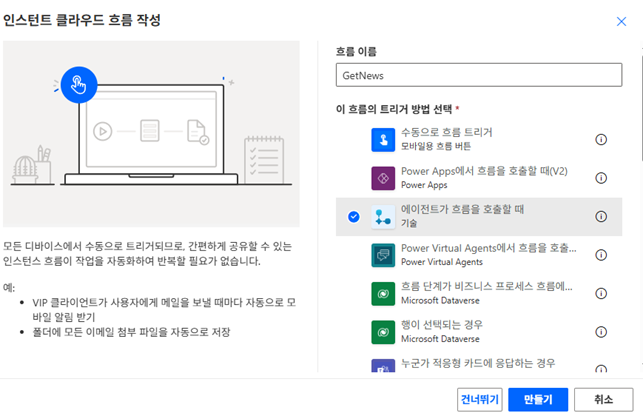 인스턴트 클라우드 흐름 작성
모든 디바이스에서 수동으로 트리거되므로, 간편하게 공유할 수 있는
인스턴스 흐름이 작업을 자동화하여 반복할 필요가 없습니다.
예:
• VIP 클라이언트가 사용자에게 메일을 보낼 때마다 자동으로 모
바일 알림 받기
• 폴더에 모든 이메일 첨부 파일을 자동으로 저장
흐름 이름
GetNews
이 흐름의 트리거 방법 선택 *
수동으로 흐름 트리거
모바일용 흐름 버튼
Power Apps에서 흐름을 호출할 때(V2)
Power Apps
에이전트가 흐름을 호출할 때
기술
Power Virtual Agents에서 흐름을 호출...
Power Virtual Agents
흐름 단계가 비즈니스 프로세스 흐름에...
Microsoft Dataverse
행이 선택되는 경우
Microsoft Dataverse
누군가 적응형 카드에 응답하는 경우
건너뛰기
만들기
취소